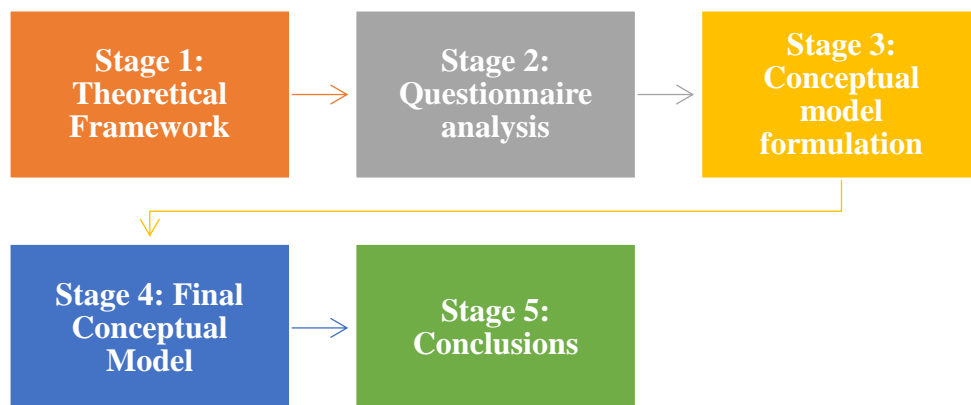 Stage 1:
Theoretical
Framework
Stage 2:
Questionnaire
analysis
Stage 3:
Conceptual
model
formulation
Stage 4: Final
Conceptual
Model
Stage 5:
Conclusions